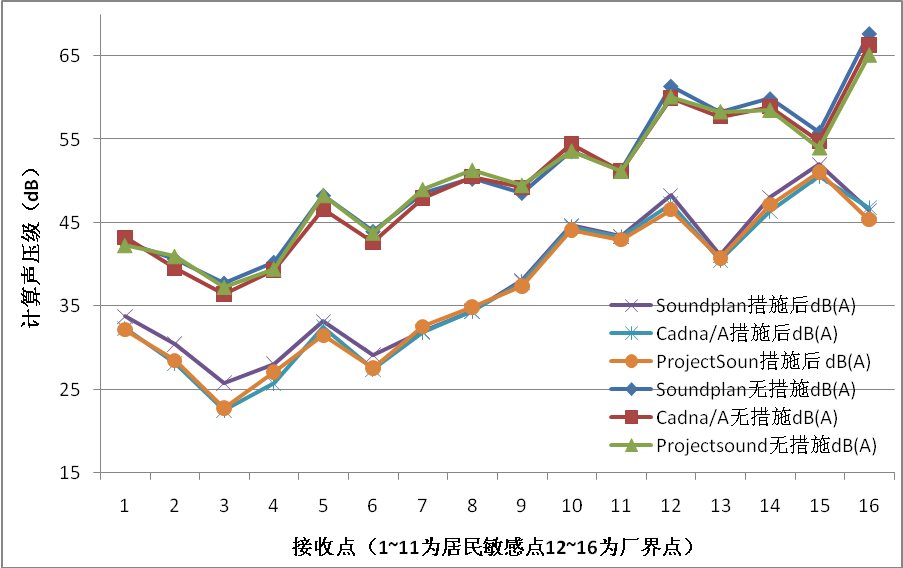 65
55
45
35
25
15
计算声压级（dB）
Soundplan措施后dB(A)
Cadna/A措施后dB(A)
ProjectSoun措施后 dB(A)
Soundplan无措施dB(A)
Cadna/A无措施dB(A)
Projectsound无措施dB(A)
1 2 3 4 5 6 7 8 9 10 11 12 13 14 15 16
接收点（1~11为居民敏感点12~16为厂界点）